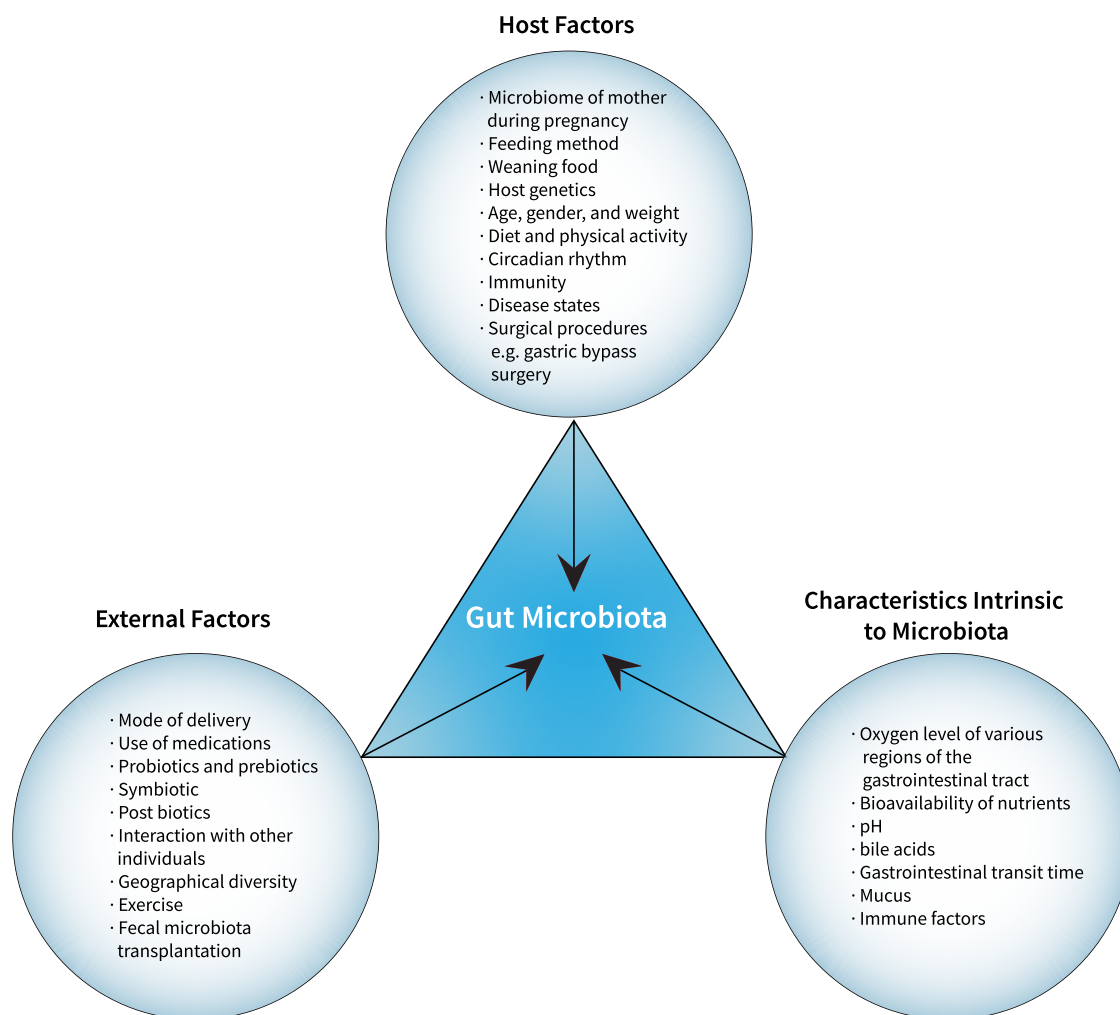 Host Factors
· Microbiome of mother
during pregnancy
· Feeding method
· Weaning food
· Host genetics
· Age, gender, and weight
· Diet and physical activity
· Circadian rhythm
· Immunity
· Disease states
· Surgical procedures
e.g. gastric bypass
surgery
Gut Microbiota
External Factors
· Mode of delivery
· Use of medications
· Probiotics and prebiotics
· Symbiotic
· Post biotics
· Interaction with other
individuals
· Geographical diversity
· Exercise
· Fecal microbiota
transplantation
Characteristics Intrinsic
to Microbiota
· Oxygen level of various
regions of the
gastrointestinal tract
· Bioavailability of nutrients
· pH
· bile acids
· Gastrointestinal transit time
· Mucus
· Immune factors